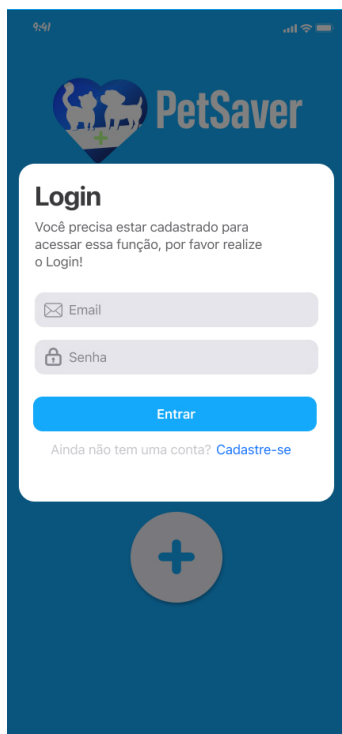 9:41
PetSaver
Login
Você precisa estar cadastrado para
acessar essa função, por favor realize
o Login!
Email
Senha
Entrar
Ainda não tem uma conta? Cadastre-se